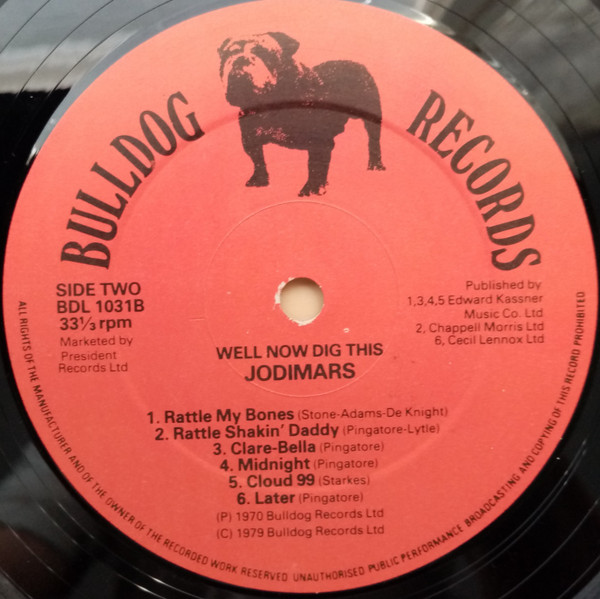 BULLDOG RECORDS
SIDE TWO
BDL 1031B
33⅓ rpm
Marketed by
President
Records Ltd
Published by
1,3,4,5 Edward Kassner
Music Co. Ltd
2, Chappell Morris Ltd
6, Cecil Lennox Ltd
WELL NOW DIG THIS
JODIMARS
1. Rattle My Bones (Stone-Adams-De Knight)
2. Rattle Shakin' Daddy (Pingatore-Lytle)
3. Clare-Bella (Pingatore)
4. Midnight (Pingatore)
5. Cloud 99 (Starkes)
6. Later (Pingatore)
(P) 1970 Bulldog Records Ltd
(C) 1979 Bulldog Records Ltd
ALL RIGHTS OF THE MANUFACTURER AND OF THE OWNER OF THE RECORDED WORK RESERVED. UNAUTHORISED PUBLIC PERFORMANCE BROADCASTING AND COPYING OF THIS RECORD PROHIBITED